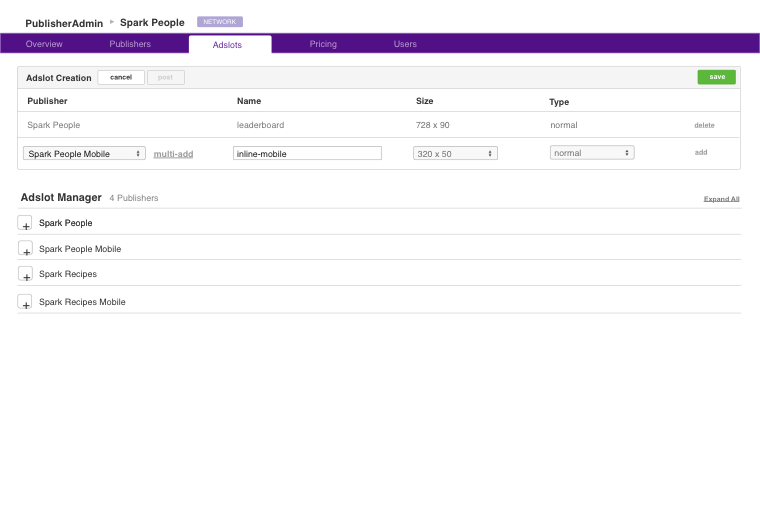 PublisherAdmin Spark People NETWORK
Overview Publishers Adslots Pricing Users
Adslot Creation cancel post save
Publisher Name Size Type
Spark People leaderboard 728 x 90 normal delete
Spark People Mobile multi-add inline-mobile 320 x 50 normal add
Adslot Manager 4 Publishers Expand All
+ Spark People
+ Spark People Mobile
+ Spark Recipes
+ Spark Recipes Mobile